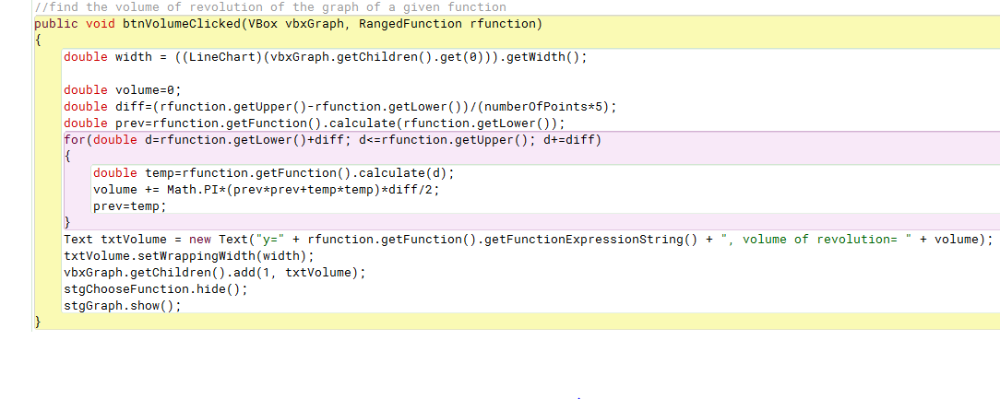 //find the volume of revolution of the graph of a given function
public void btnVolumeClicked(VBox vbxGraph, RangedFunction rfunction)
{
double width = ((LineChart)(vbxGraph.getChildren().get(0))).getWidth();
double volume=0;
double diff=(rfunction.getUpper()-rfunction.getLower())/(numberOfPoints*5);
double prev=rfunction.getFunction().calculate(rfunction.getLower());
for(double d=rfunction.getLower()+diff; d<=rfunction.getUpper(); d+=diff)
{
double temp=rfunction.getFunction().calculate(d);
volume += Math.PI*(prev*prev+temp*temp)*diff/2;
prev=temp;
}
Text txtVolume = new Text("y=" + rfunction.getFunction().getFunctionExpressionString() + ", volume of revolution= " + volume);
txtVolume.setWrappingWidth(width);
vbxGraph.getChildren().add(1, txtVolume);
stgChooseFunction.hide();
stgGraph.show();
}